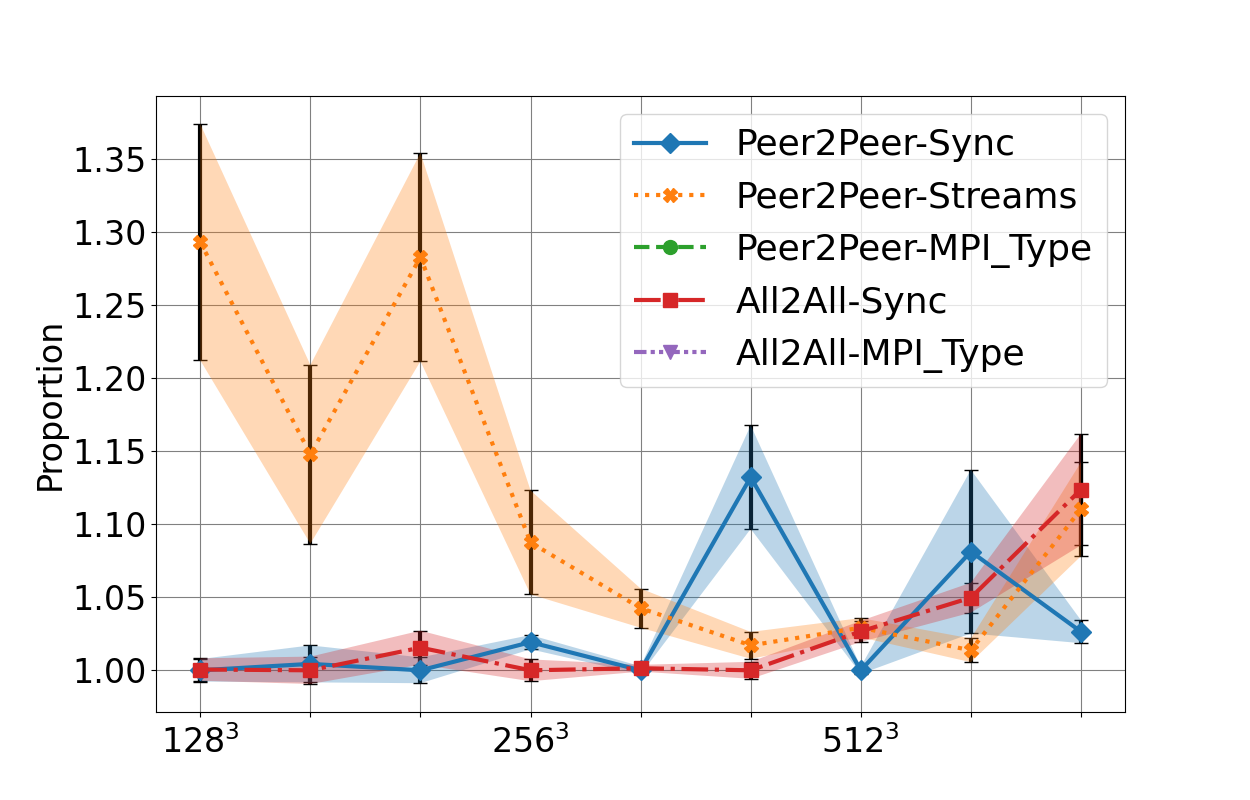 Proportion
1.35
1.30
1.25
1.20
1.15
1.10
1.05
1.00
128³
256³
512³
Peer2Peer-Sync
Peer2Peer-Streams
Peer2Peer-MPI_Type
All2All-Sync
All2All-MPI_Type